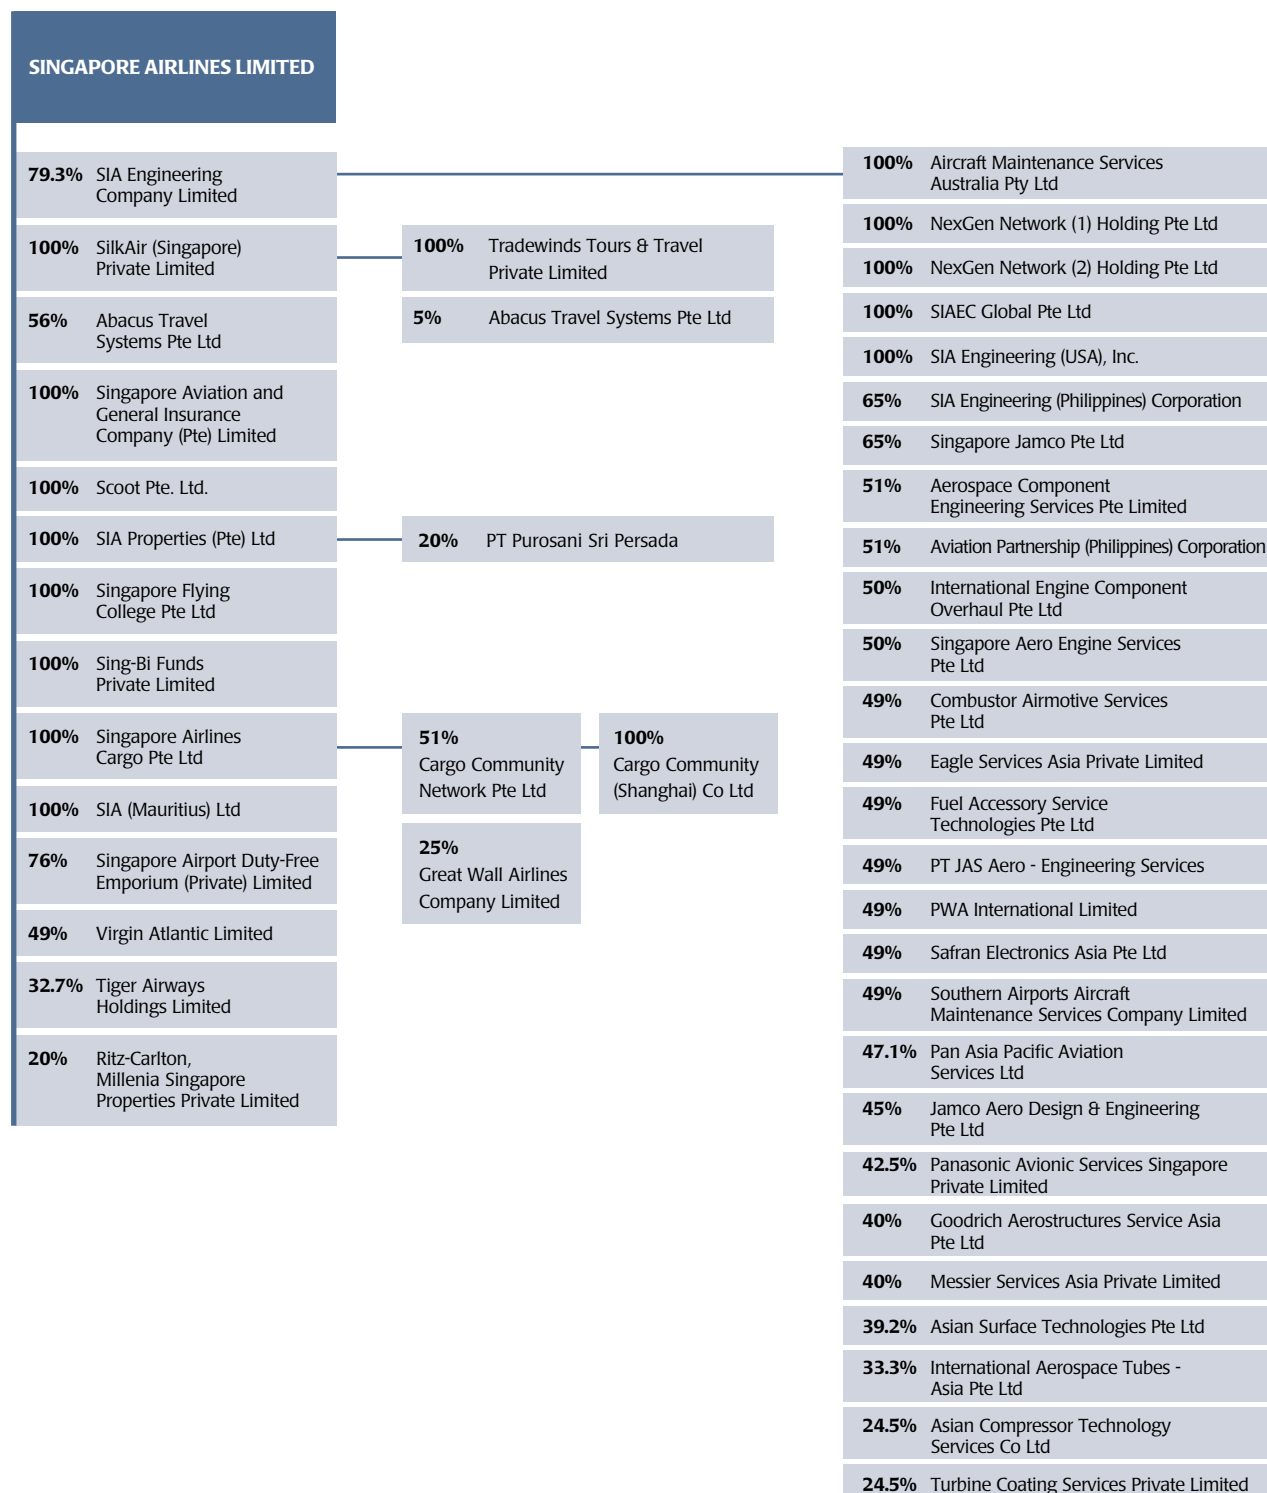 SINGAPORE AIRLINES LIMITED
79.3% SIA Engineering
Company Limited
100% SilkAir (Singapore)
Private Limited
56% Abacus Travel
Systems Pte Ltd
100% Singapore Aviation and
General Insurance
Company (Pte) Limited
100% Scoot Pte. Ltd.
100% SIA Properties (Pte) Ltd
100% Singapore Flying
College Pte Ltd
100% Sing-Bi Funds
Private Limited
100% Singapore Airlines
Cargo Pte Ltd
100% SIA (Mauritius) Ltd
76% Singapore Airport Duty-Free
Emporium (Private) Limited
49% Virgin Atlantic Limited
32.7% Tiger Airways
Holdings Limited
20% Ritz-Carlton,
Millenia Singapore
Properties Private Limited
100% Tradewinds Tours & Travel
Private Limited
5% Abacus Travel Systems Pte Ltd
20% PT Purosani Sri Persada
51%
Cargo Community
Network Pte Ltd
100%
Cargo Community
(Shanghai) Co Ltd
25%
Great Wall Airlines
Company Limited
100% Aircraft Maintenance Services
Australia Pty Ltd
100% NexGen Network (1) Holding Pte Ltd
100% NexGen Network (2) Holding Pte Ltd
100% SIAEC Global Pte Ltd
100% SIA Engineering (USA), Inc.
65% SIA Engineering (Philippines) Corporation
65% Singapore Jamco Pte Ltd
51% Aerospace Component
Engineering Services Pte Limited
51% Aviation Partnership (Philippines) Corporation
50% International Engine Component
Overhaul Pte Ltd
50% Singapore Aero Engine Services
Pte Ltd
49% Combustor Airmotive Services
Pte Ltd
49% Eagle Services Asia Private Limited
49% Fuel Accessory Service
Technologies Pte Ltd
49% PT JAS Aero - Engineering Services
49% PWA International Limited
49% Safran Electronics Asia Pte Ltd
49% Southern Airports Aircraft
Maintenance Services Company Limited
47.1% Pan Asia Pacific Aviation
Services Ltd
45% Jamco Aero Design & Engineering
Pte Ltd
42.5% Panasonic Avionic Services Singapore
Private Limited
40% Goodrich Aerostructures Service Asia
Pte Ltd
40% Messier Services Asia Private Limited
39.2% Asian Surface Technologies Pte Ltd
33.3% International Aerospace Tubes -
Asia Pte Ltd
24.5% Asian Compressor Technology
Services Co Ltd
24.5% Turbine Coating Services Private Limited